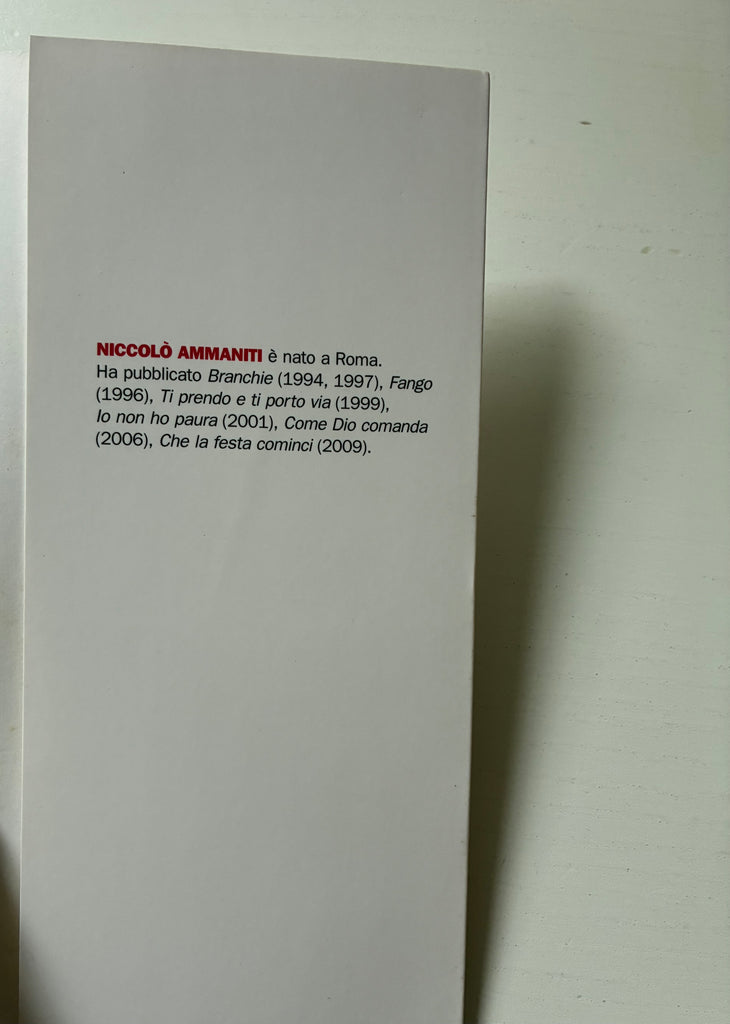 NICCOLÒ AMMANITI è nato a Roma.
Ha pubblicato Branchie (1994, 1997), Fango
(1996), Ti prendo e ti porto via (1999),
Io non ho paura (2001), Come Dio comanda
(2006), Che la festa cominci (2009).